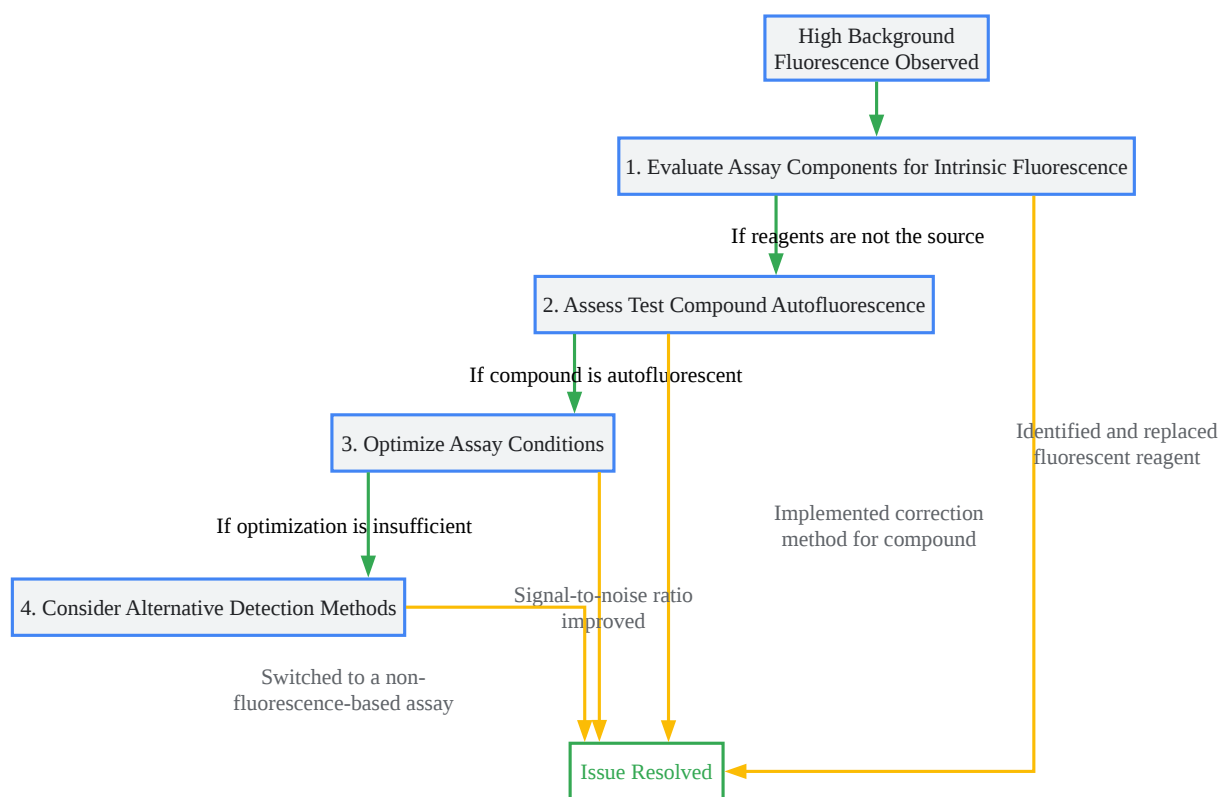 High Background
Fluorescence Observed
1. Evaluate Assay Components for Intrinsic Fluorescence
If reagents are not the source
2. Assess Test Compound Autofluorescence
If compound is autofluorescent
3. Optimize Assay Conditions
Identified and replaced
fluorescent reagent
Implemented correction
method for compound
If optimization is insufficient
4. Consider Alternative Detection Methods
Signal-to-noise ratio
improved
Switched to a non-
fluorescence-based assay
Issue Resolved